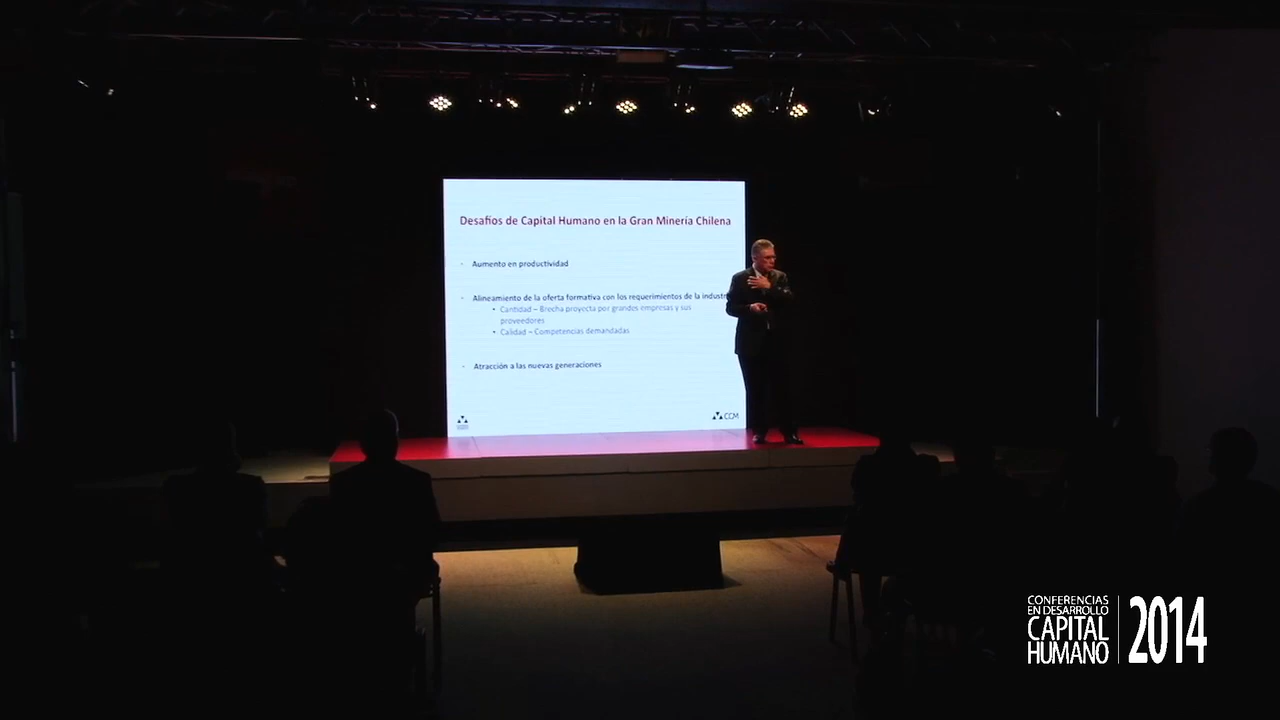 Desafíos de Capital Humano en la Gran Minería Chilena
- Aumento en productividad
- Alineamiento de la oferta formativa con los requerimientos de la
• Cantidad – Brecha proyecta por grandes empresas y sus
proveedores
• Calidad – Competencias demandadas
- Atracción a las nuevas generaciones
CCM
CONFERENCIAS
EN DESARROLLO
CAPITAL
HUMANO
2014